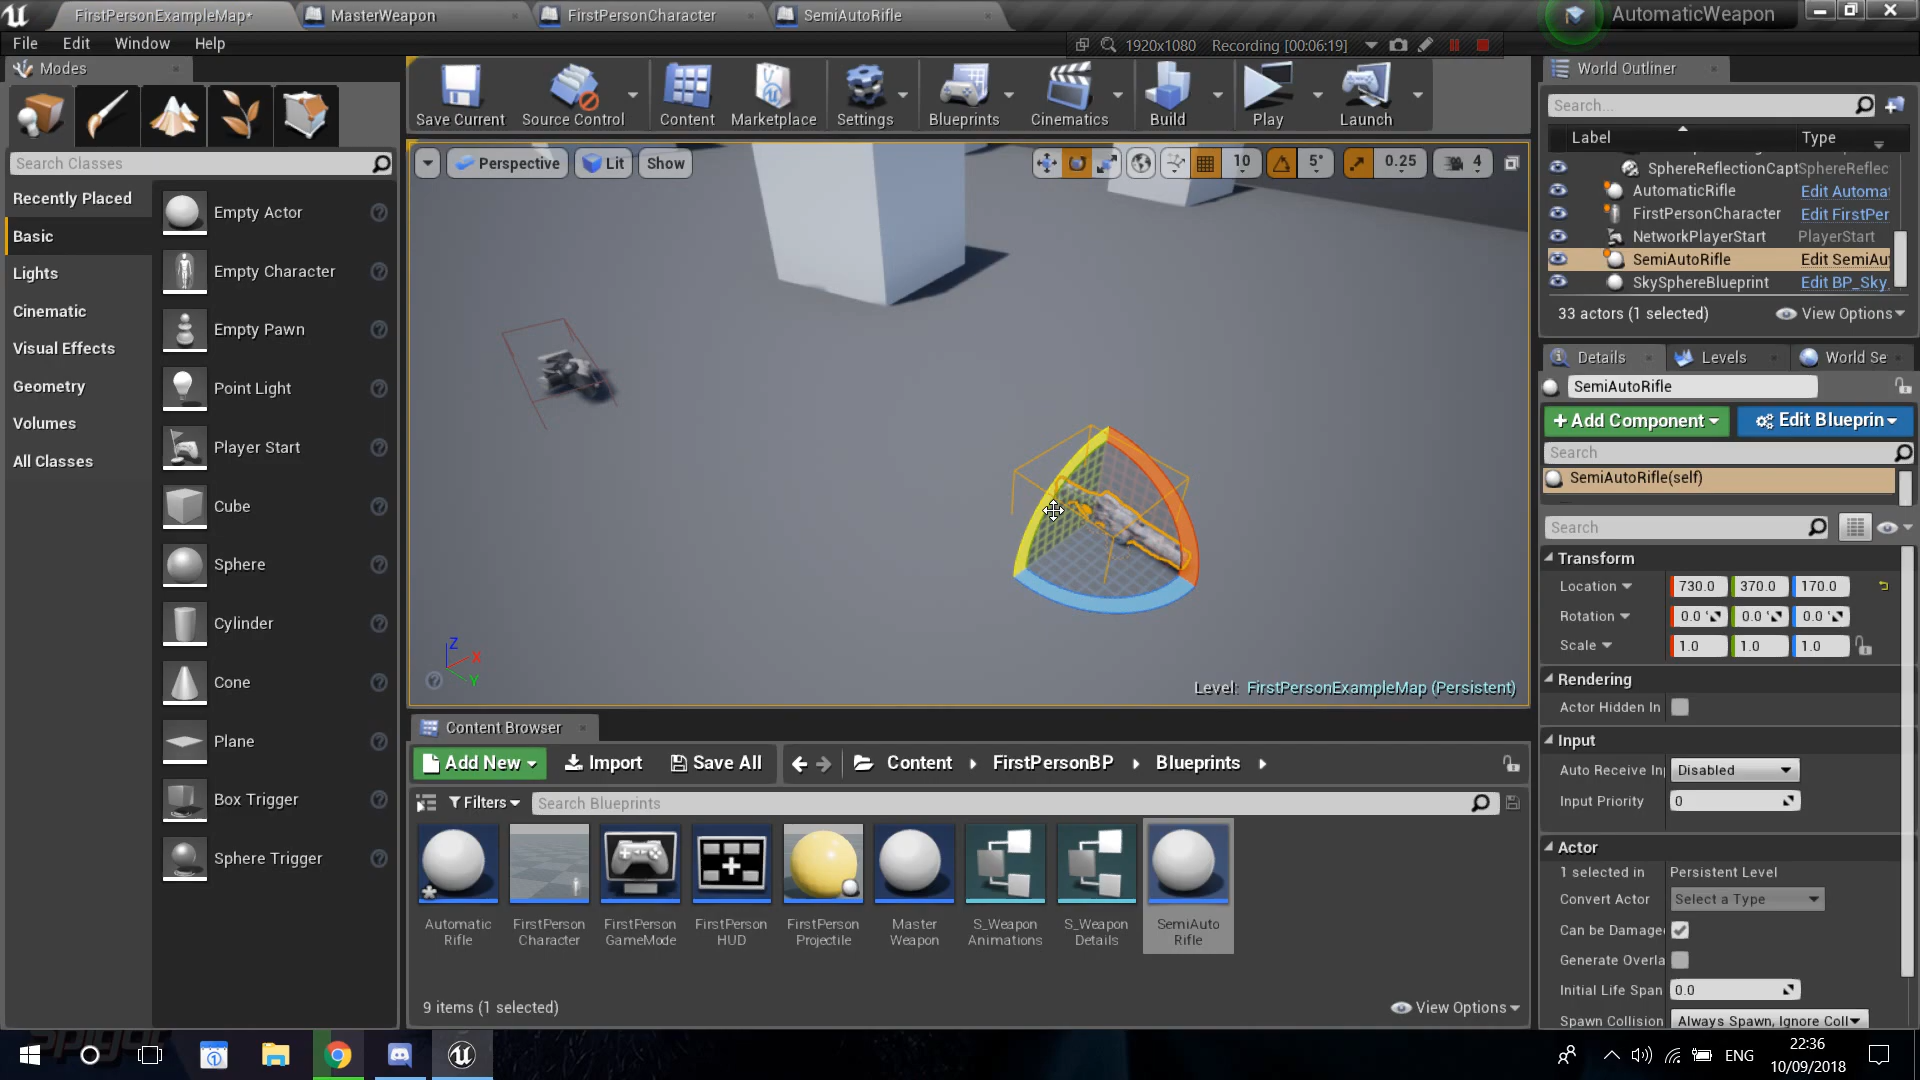 FirstPersonExampleMap*
MasterWeapon
FirstPersonCharacter
SemiAutoRifle
AutomaticWeapon
File Edit Window Help
1920x1080 Recording [00:06:19]
Modes
Save Current
Source Control
Content
Marketplace
Settings
Blueprints
Cinematics
Build
Play
Launch
Search Classes
Recently Placed
Basic
Lights
Cinematic
Visual Effects
Geometry
Volumes
All Classes
Empty Actor
Empty Character
Empty Pawn
Point Light
Player Start
Cube
Sphere
Cylinder
Cone
Plane
Box Trigger
Sphere Trigger
Perspective Lit Show
10 5° 0.25 4
Z
X
Y
Level: FirstPersonExampleMap (Persistent)
Content Browser
Add New Import Save All Content FirstPersonBP Blueprints
Filters Search Blueprints
Automatic
Rifle
FirstPerson
Character
FirstPerson
GameMode
FirstPerson
HUD
FirstPerson
Projectile
Master
Weapon
S_Weapon
Animations
S_Weapon
Details
SemiAuto
Rifle
9 items (1 selected)
View Options
World Outliner
Search...
Label Type
SphereReflectionCapt SphereReflec
AutomaticRifle Edit Automa
FirstPersonCharacter Edit FirstPer
NetworkPlayerStart PlayerStart
SemiAutoRifle Edit SemiAu
SkySphereBlueprint Edit BP_Sky_
33 actors (1 selected) View Options
Details Levels World Se
SemiAutoRifle
+ Add Component Edit Blueprin
Search
SemiAutoRifle(self)
Search
Transform
Location 730.0 370.0 170.0
Rotation 0.0 ° 0.0 ° 0.0 °
Scale 1.0 1.0 1.0
Rendering
Actor Hidden In
Input
Auto Receive In Disabled
Input Priority 0
Actor
1 selected in Persistent Level
Convert Actor Select a Type
Can be Damage
Generate Overla
Initial Life Span 0.0
Spawn Collision Always Spawn, Ignore Coll
ENG
22:36
10/09/2018